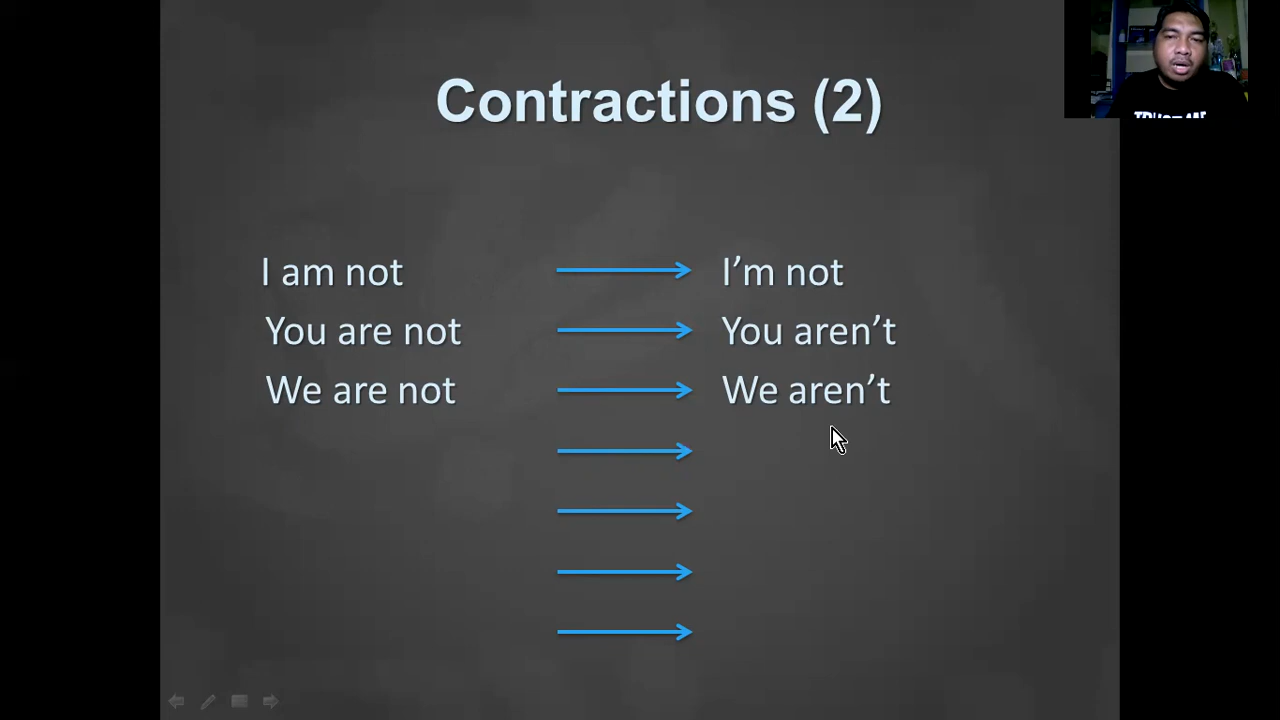 Contractions (2)
I am not I’m not
You are not You aren’t
We are not We aren’t